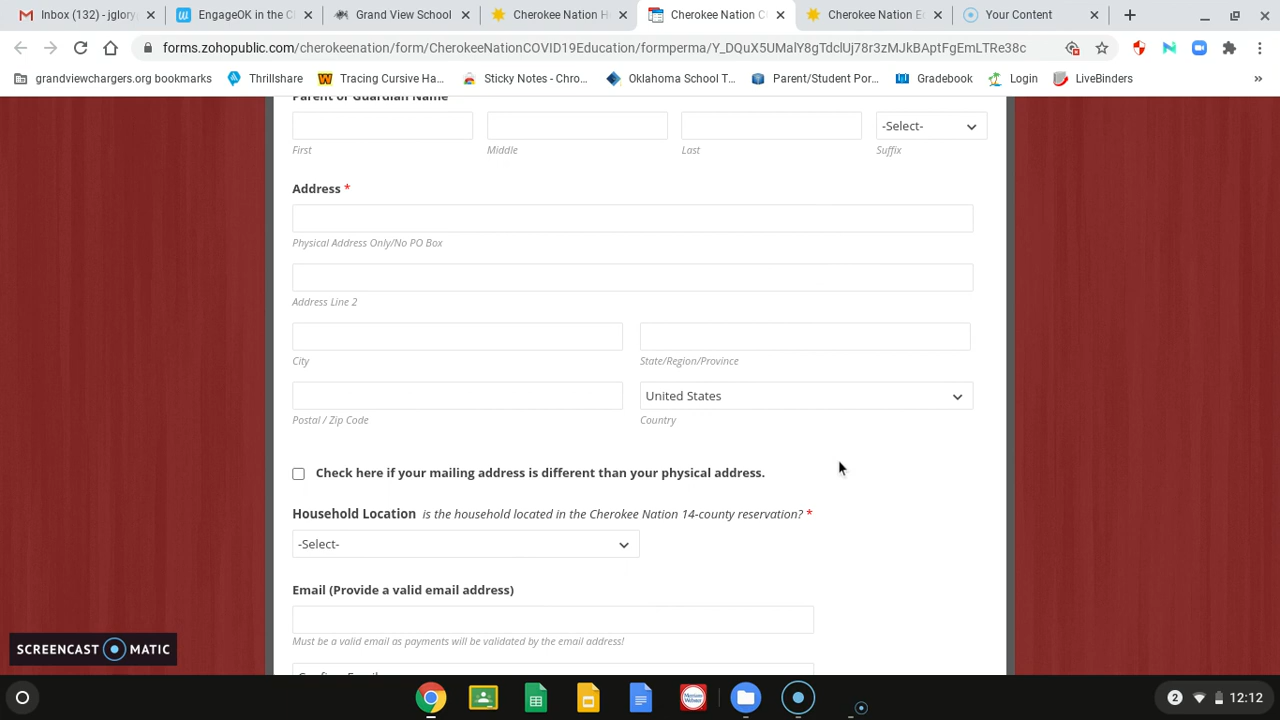 Inbox (132) - jglory
EngageOK in the C
Grand View School
Cherokee Nation H
Cherokee Nation C
Cherokee Nation E
Your Content
forms.zohopublic.com/cherokeenation/form/CherokeeNationCOVID19Education/formperma/Y_DQuX5UMalY8gTdclUj78r3zMJkBAptFgEmLTRe38c
grandviewchargers.org bookmarks
Thrillshare
Tracing Cursive Ha...
Sticky Notes - Chro...
Oklahoma School T...
Parent/Student Por...
Gradebook
Login
LiveBinders
»
Parent or Guardian Name
-Select-
First
Middle
Last
Suffix
Address *
Physical Address Only/No PO Box
Address Line 2
City
State/Region/Province
United States
Postal / Zip Code
Country
Check here if your mailing address is different than your physical address.
Household Location is the household located in the Cherokee Nation 14-county reservation? *
-Select-
Email (Provide a valid email address)
Must be a valid email as payments will be validated by the email address!
Confirm Email
SCREENCAST MATIC
2
12:12